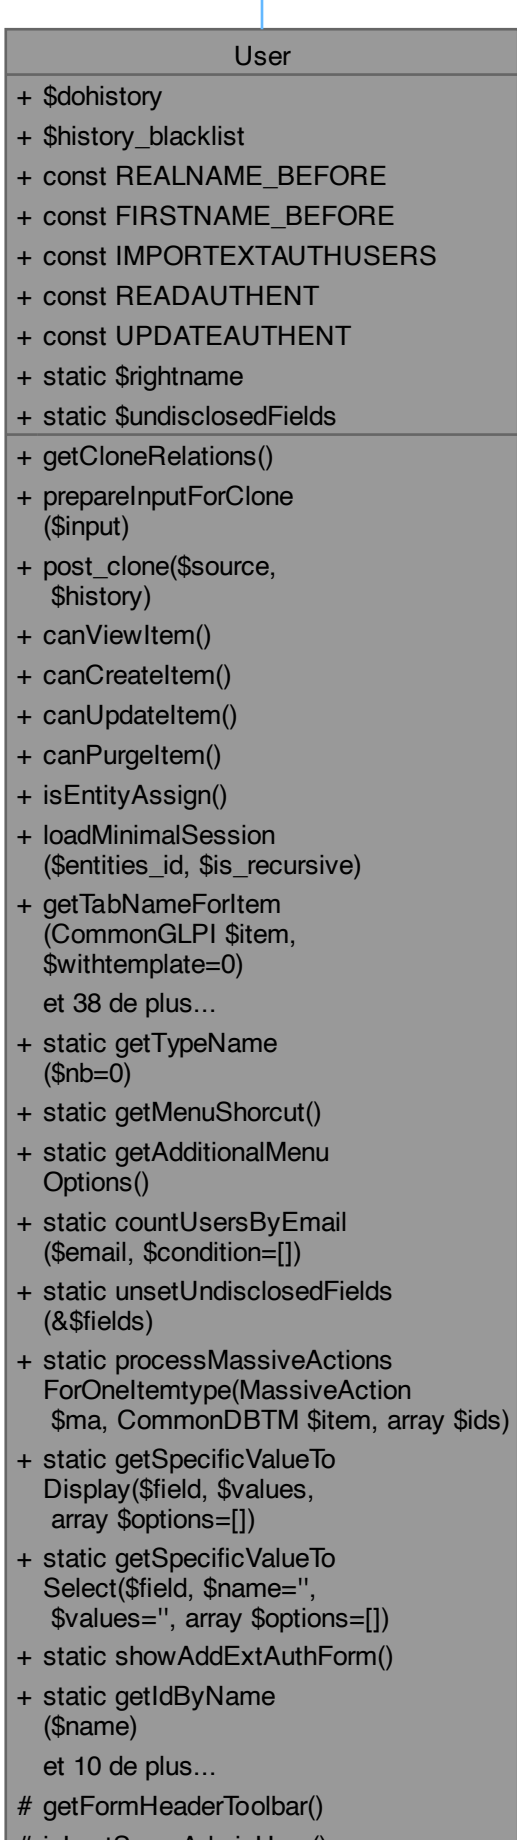 User
+ $dohistory
+ $history_blacklist
+ const REALNAME_BEFORE
+ const FIRSTNAME_BEFORE
+ const IMPORTEXTAUTHUSERS
+ const READAUTHENT
+ const UPDATEAUTHENT
+ static $rightname
+ static $undisclosedFields
+ getCloneRelations()
+ prepareInputForClone
($input)
+ post_clone($source,
$history)
+ canViewItem()
+ canCreateItem()
+ canUpdateItem()
+ canPurgeItem()
+ isEntityAssign()
+ loadMinimalSession
($entities_id, $is_recursive)
+ getTabNameForItem
(CommonGLPI $item,
$withtemplate=0)
et 38 de plus...
+ static getTypeName
($nb=0)
+ static getMenuShorcut()
+ static getAdditionalMenu
Options()
+ static countUsersByEmail
($email, $condition=[])
+ static unsetUndisclosedFields
(&$fields)
+ static processMassiveActions
ForOneItemtype(MassiveAction
$ma, CommonDBTM $item, array $ids)
+ static getSpecificValueTo
Display($field, $values,
array $options=[])
+ static getSpecificValueTo
Select($field, $name='',
$values='', array $options=[])
+ static showAddExtAuthForm()
+ static getIdByName
($name)
et 10 de plus...
# getFormHeaderToolbar()